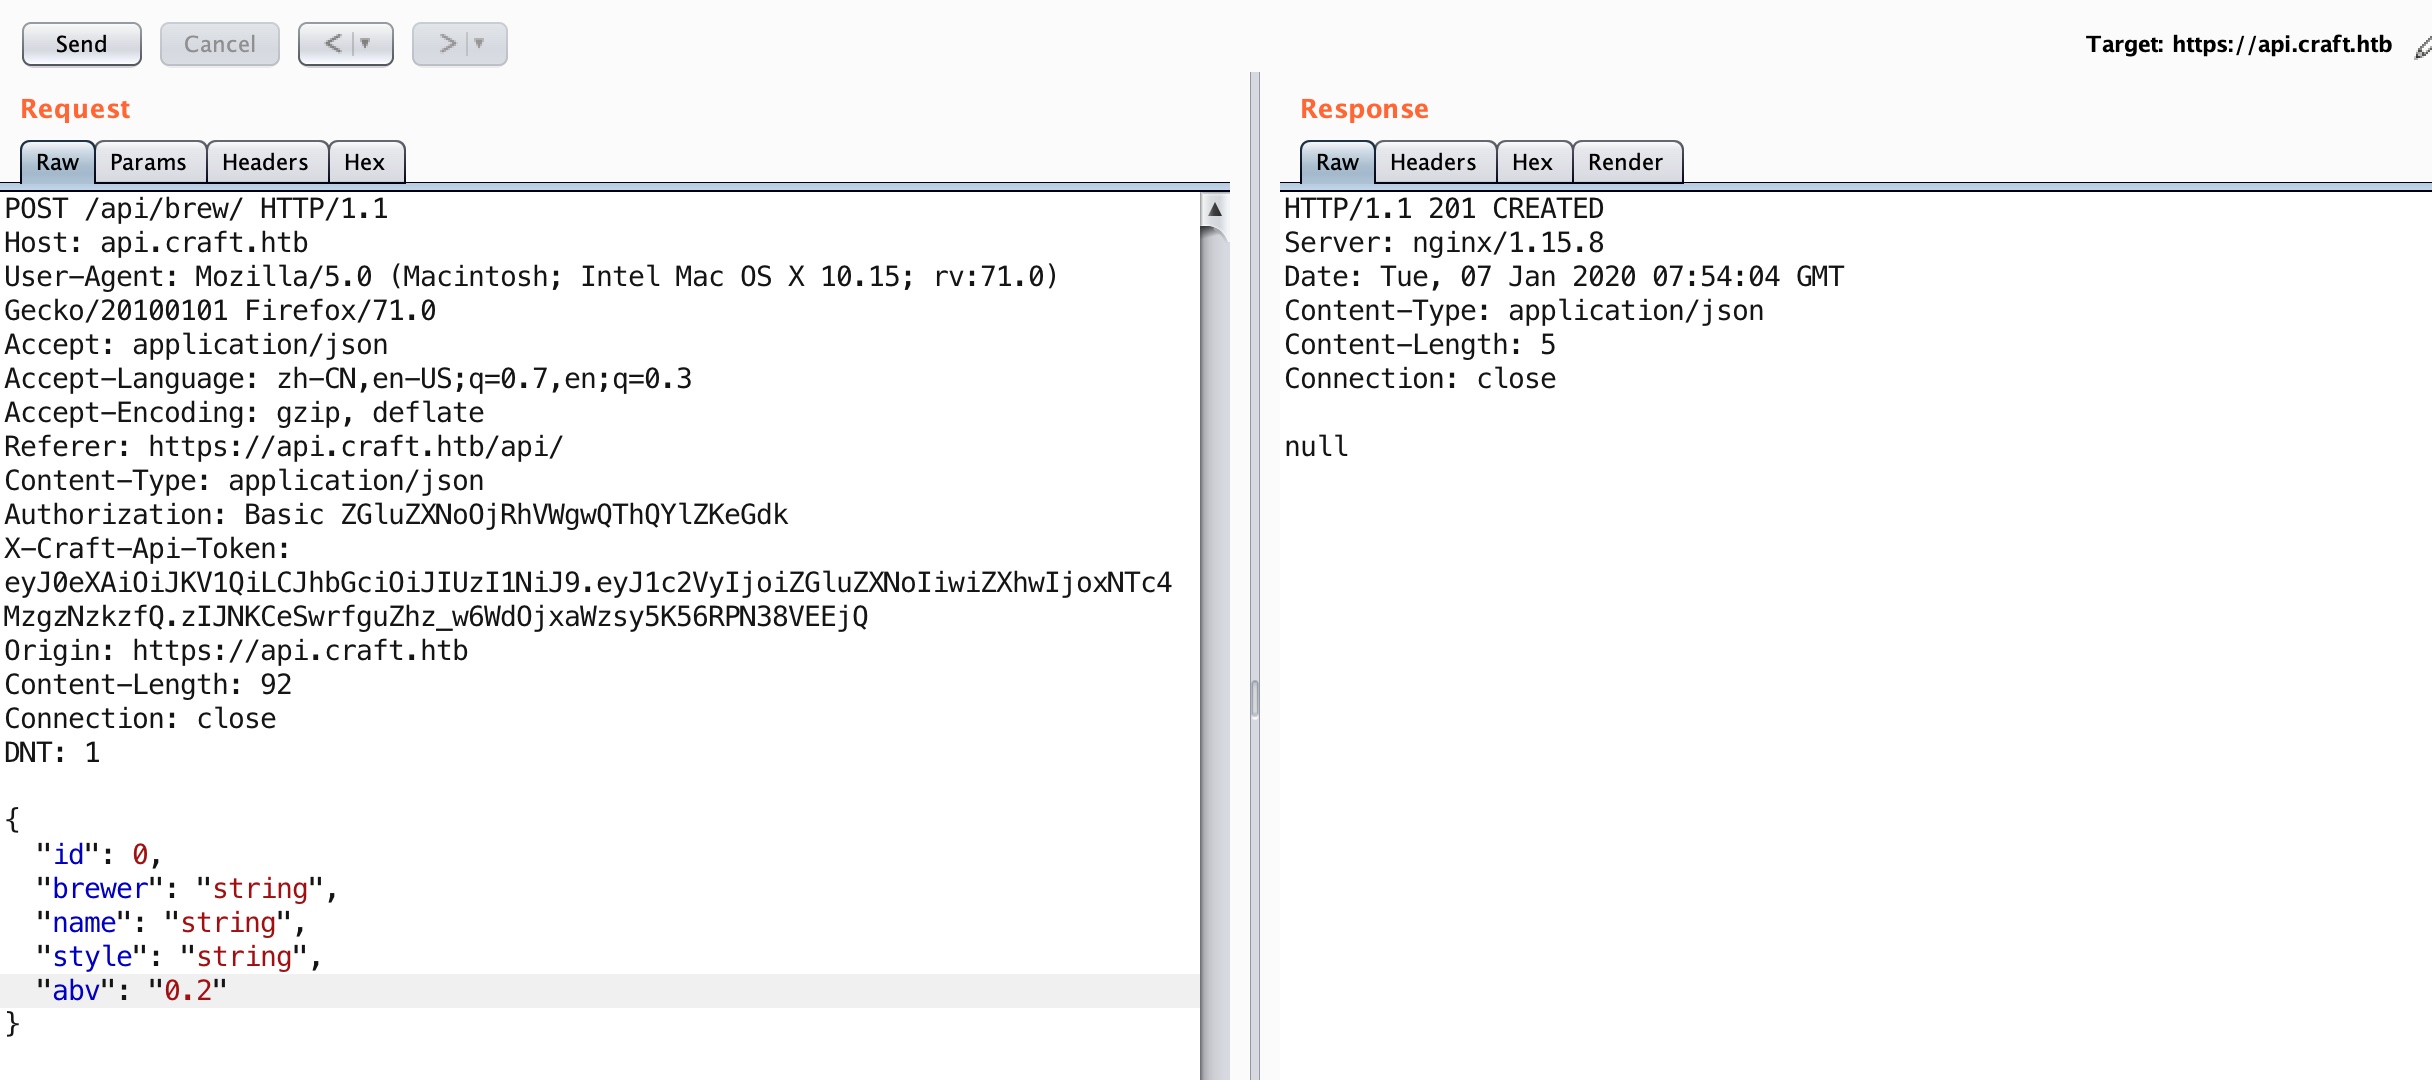 Send
Cancel
<
>
Target: https://api.craft.htb
Request
Raw
Params
Headers
Hex
POST /api/brew/ HTTP/1.1
Host: api.craft.htb
User-Agent: Mozilla/5.0 (Macintosh; Intel Mac OS X 10.15; rv:71.0)
Gecko/20100101 Firefox/71.0
Accept: application/json
Accept-Language: zh-CN,en-US;q=0.7,en;q=0.3
Accept-Encoding: gzip, deflate
Referer: https://api.craft.htb/api/
Content-Type: application/json
Authorization: Basic ZGluZXNoOjRhVWgwQThQYlZKeGdk
X-Craft-Api-Token:
eyJ0eXAiOiJKV1QiLCJhbGciOiJIUzI1NiJ9.eyJ1c2VyIjoiZGluZXNoIiwiZXhwIjoxNTc4
MzgzNzkzfQ.zIJNKCeSwrfguZhz_w6WdOjxaWzsy5K56RPN38VEEjQ
Origin: https://api.craft.htb
Content-Length: 92
Connection: close
DNT: 1
{
"id": 0,
"brewer": "string",
"name": "string",
"style": "string",
"abv": "0.2"
}
Response
Raw
Headers
Hex
Render
HTTP/1.1 201 CREATED
Server: nginx/1.15.8
Date: Tue, 07 Jan 2020 07:54:04 GMT
Content-Type: application/json
Content-Length: 5
Connection: close
null